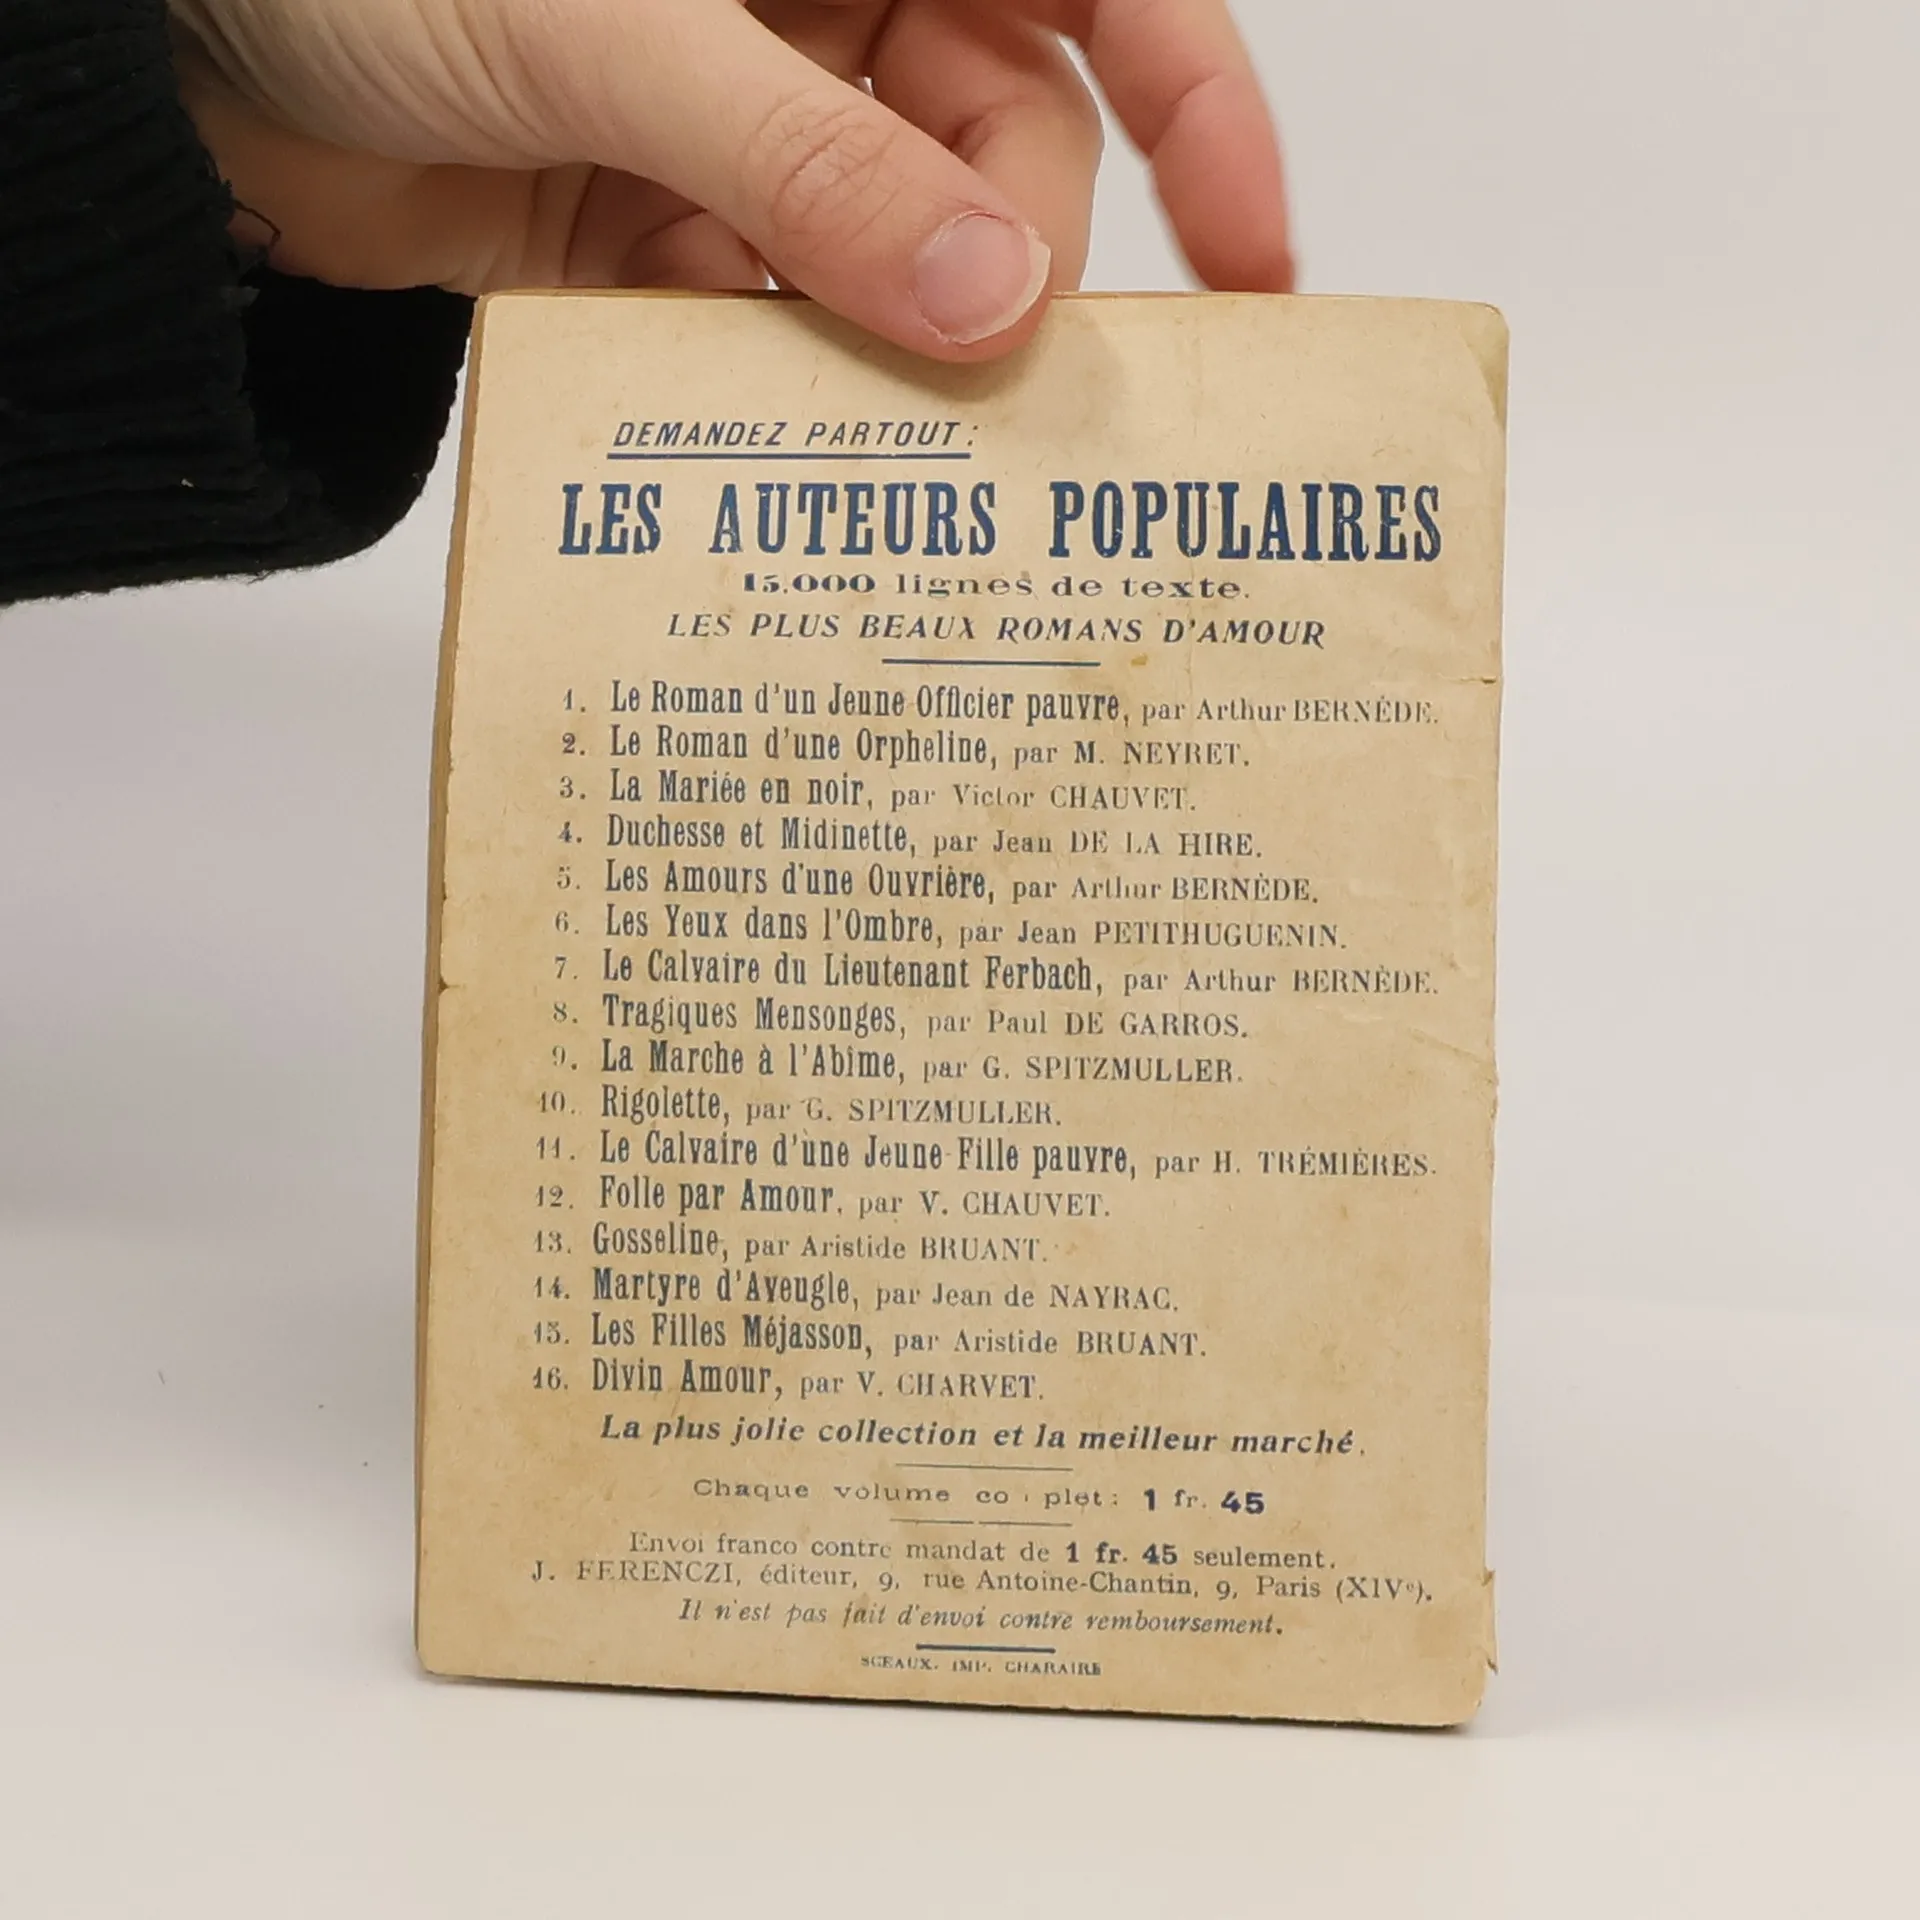 DEMANDEZ PARTOUT :
LES AUTEURS POPULAIRES
15.000 lignes de texte.
LES PLUS BEAUX ROMANS D'AMOUR
1. Le Roman d'un Jeune Officier pauvre, par Arthur BERNÈDE.
2. Le Roman d'une Orpheline, par M. NEYRET.
3. La Mariée en noir, par Victor CHAUVET.
4. Duchesse et Midinette, par Jean DE LA HIRE.
5. Les Amours d'une Ouvrière, par Arthur BERNÈDE.
6. Les Yeux dans l'Ombre, par Jean PETITHUGUENIN.
7. Le Calvaire du Lieutenant Ferbach, par Arthur BERNÈDE.
8. Tragiques Mensonges, par Paul DE GARROS.
9. La Marche à l'Abîme, par G. SPITZMULLER.
10. Rigolette, par G. SPITZMULLER.
11. Le Calvaire d'une Jeune Fille pauvre, par H. TRÉMIÈRES.
12. Folle par Amour, par V. CHAUVET.
13. Gosseline, par Aristide BRUANT.
14. Martyre d'Aveugle, par Jean de NAYRAC.
15. Les Filles Méjasson, par Aristide BRUANT.
16. Divin Amour, par V. CHARVET.
La plus jolie collection et la meilleur marché.
Chaque volume co plet : 1 fr. 45
Envoi franco contre mandat de 1 fr. 45 seulement.
J. FERENCZI, éditeur, 9, rue Antoine-Chantin, 9, Paris (XIVe).
Il n'est pas fait d'envoi contre remboursement.
SCEAUX. IMP. CHARAIRE